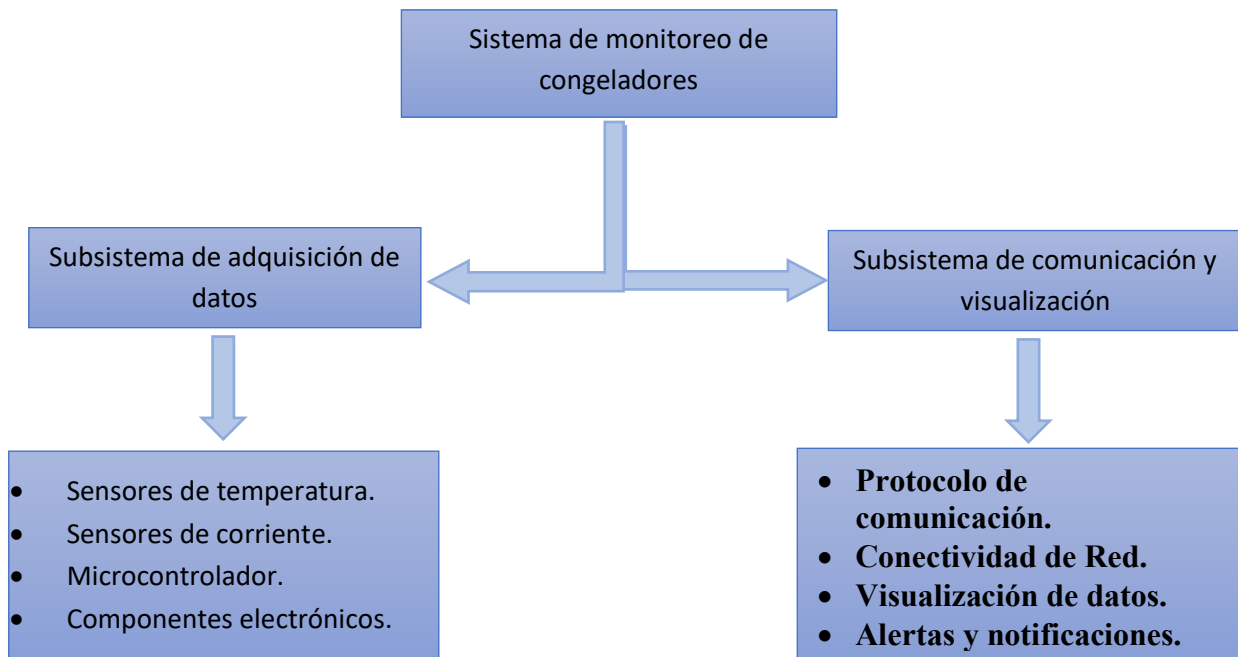 Sistema de monitoreo de
congeladores
Subsistema de adquisición de
datos
Subsistema de comunicación y
visualización
• Sensores de temperatura.
• Sensores de corriente.
• Microcontrolador.
• Componentes electrónicos.
• Protocolo de
comunicación.
• Conectividad de Red.
• Visualización de datos.
• Alertas y notificaciones.